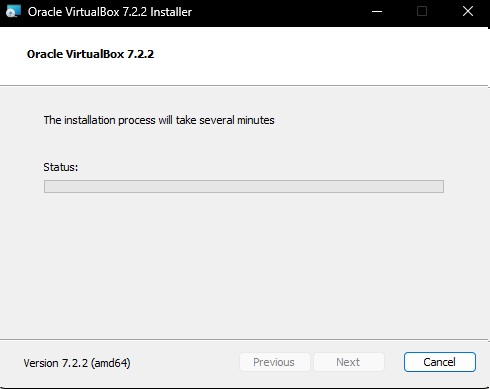 Oracle VirtualBox 7.2.2 Installer
Oracle VirtualBox 7.2.2
The installation process will take several minutes
Status:
Version 7.2.2 (amd64)
Previous
Next
Cancel